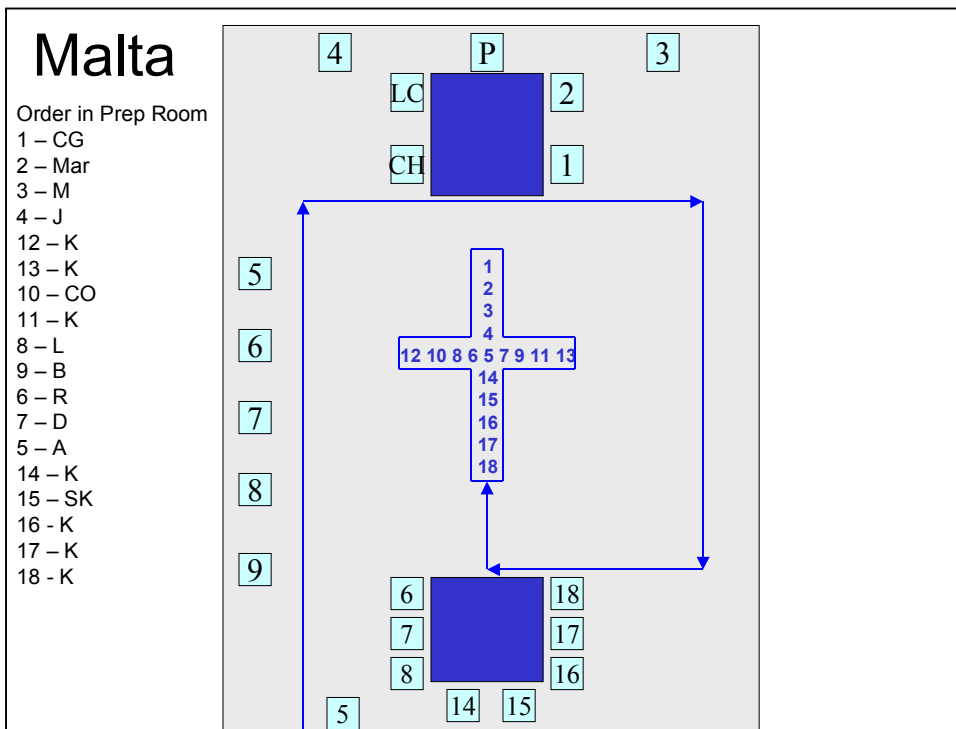 Malta
Order in Prep Room
1 – CG
2 – Mar
3 – M
4 – J
12 – K
13 – K
10 – CO
11 – K
8 – L
9 – B
6 – R
7 – D
5 – A
14 – K
15 – SK
16 - K
17 – K
18 - K
4 P 3
LC 2
CH 1
5
6
7
8
9
1
2
3
4
12 10 8 6 5 7 9 11 13
14
15
16
17
18
6 18
7 17
8 16
14 15
5